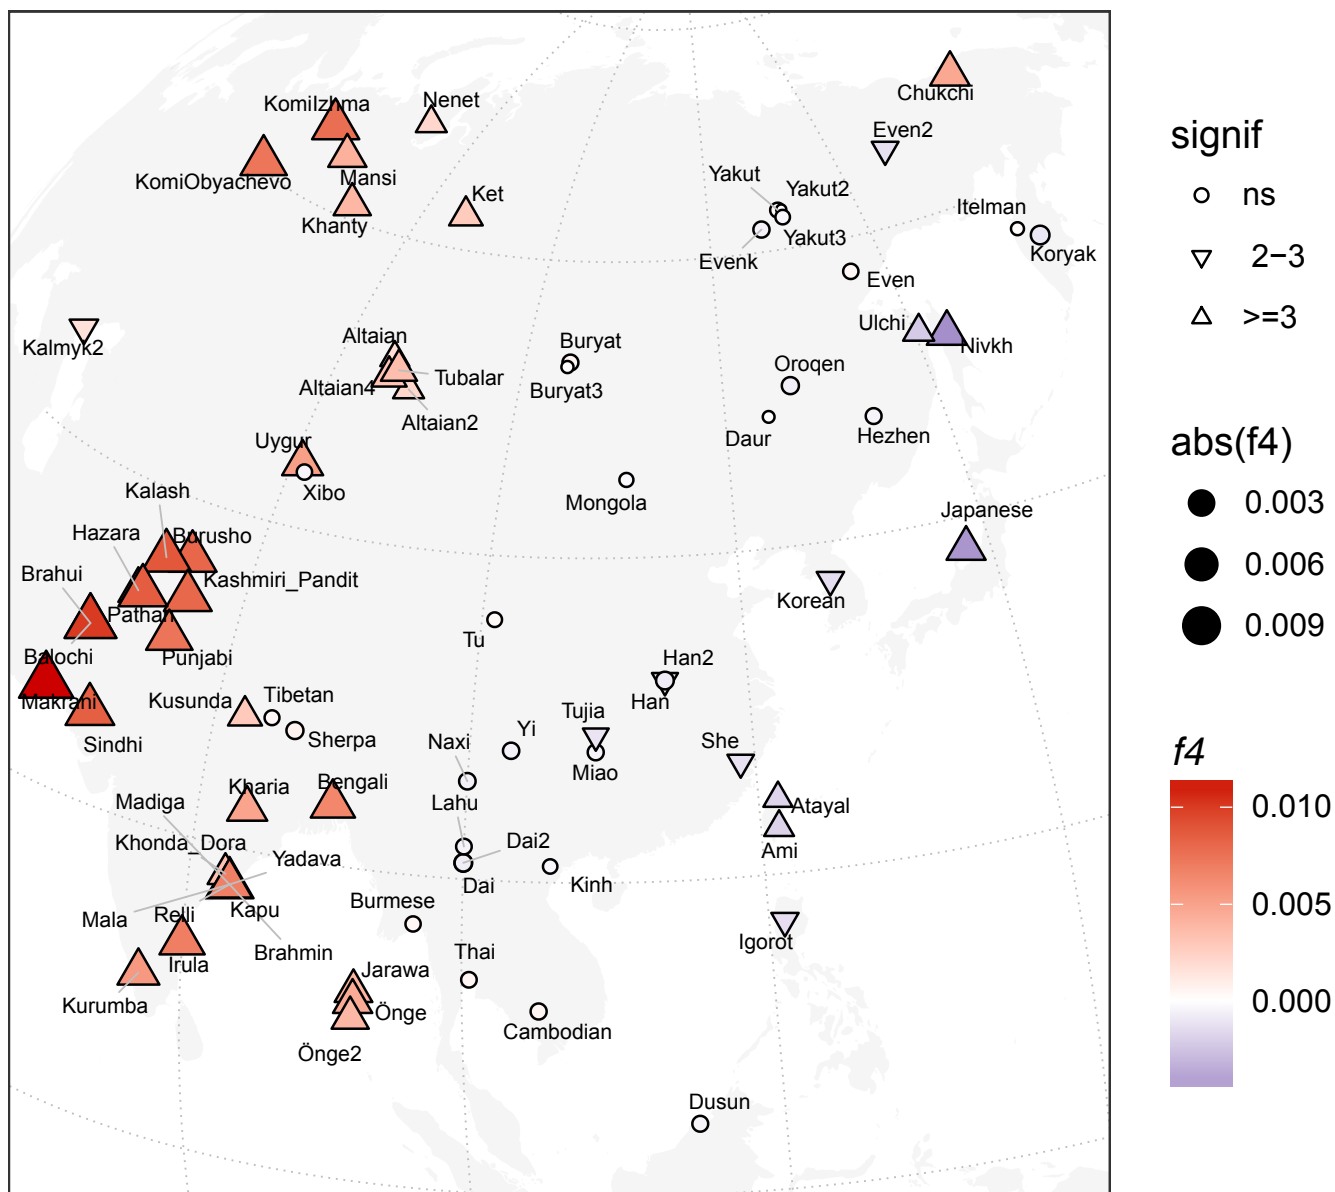 Chukchi
KomiIzhma
Nenet
Even2
KomiObyachevo
Mansi
Yakut
Yakut2
Ket
Itelman
Khanty
Yakut3
Evenk
Koryak
Even
Kalmyk2
Altaian
Buryat
Ulchi
Nivkh
Oroqen
Tubalar
Altaian4
Buryat3
Altaian2
Uygur
Daur
Hezhen
Kalash
Xibo
Mongola
Japanese
Hazara
Burusho
Brahui
Kashmiri_Pandit
Korean
Pathan
Tu
Balochi
Punjabi
Han2
Makrani
Kusunda
Tibetan
Han
Tujia
Sindhi
Sherpa
Naxi
Yi
She
Miao
Bengali
Kharia
Madiga
Lahu
Atayal
Khonda_Dora
Dai2
Yadava
Ami
Dai
Kinh
Mala
Relli
Kapu
Burmese
Igorot
Brahmin
Thai
Irula
Jarawa
Kurumba
Önge
Cambodian
Önge2
Dusun
signif
ns
2−3
>=3
abs(f4)
0.003
0.006
0.009
f4
0.010
0.005
0.000